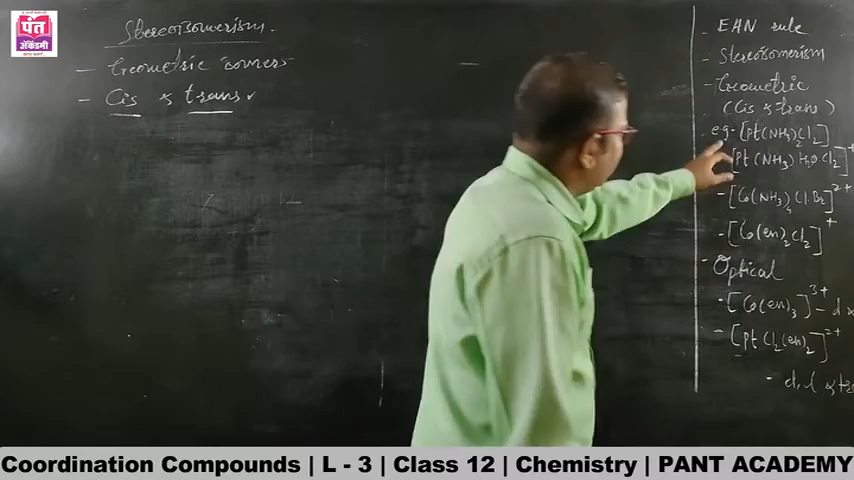 पंत
अ‍ॅकॅडमी
Stereoisomerism.
- Geometric isomers
- Cis & trans ✓
- EAN rule
- Stereoisomerism
- Geometric
(Cis & trans)
eg- [Pt(NH3)2Cl2]
[Pt(NH3) H2O Cl2]+
- [Co(NH3)4 Cl.Br]2+
- [Co(en)2Cl2]+
- Optical
- [Co(en)3]3+ - d &
- [Pt Cl2(en)2]2+
- d, l &
Coordination Compounds | L - 3 | Class 12 | Chemistry | PANT ACADEMY